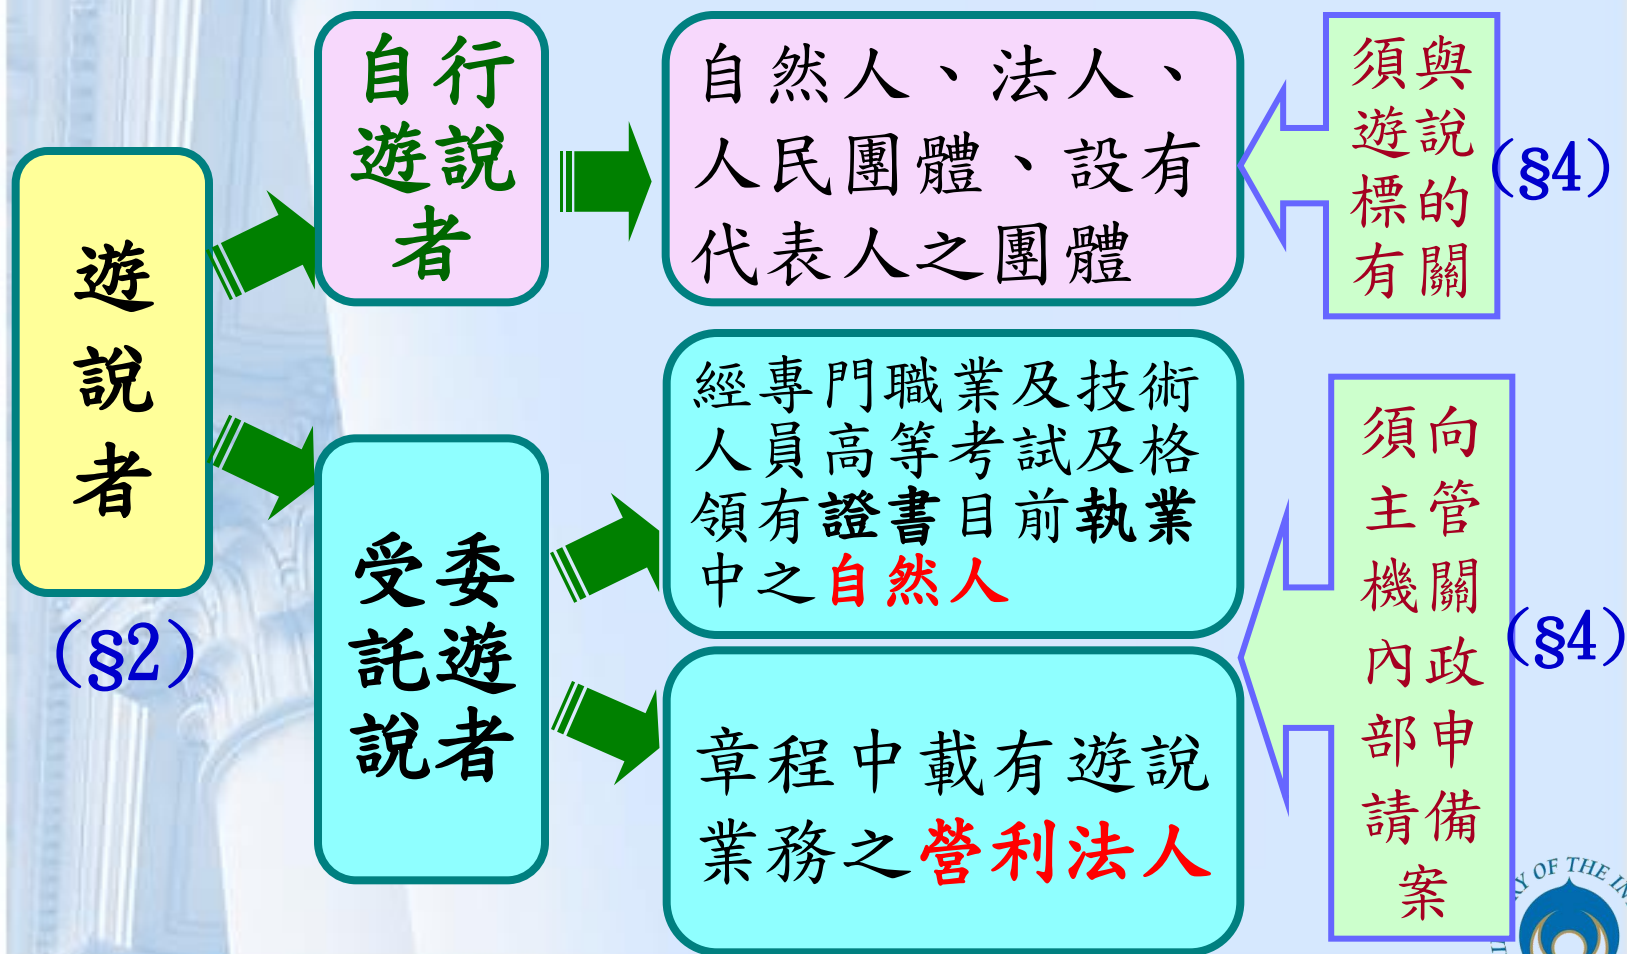 遊
說
者
(§2)
自行
遊說
者
自然人、法人、
人民團體、設有
代表人之團體
須與
遊說
標的
有關
(§4)
受委
託遊
說者
經專門職業及技術
人員高等考試及格
領有證書目前執業
中之自然人
章程中載有遊說
業務之營利法人
須向
主管
機關
內政
部申
請備
案
(§4)
OF THE